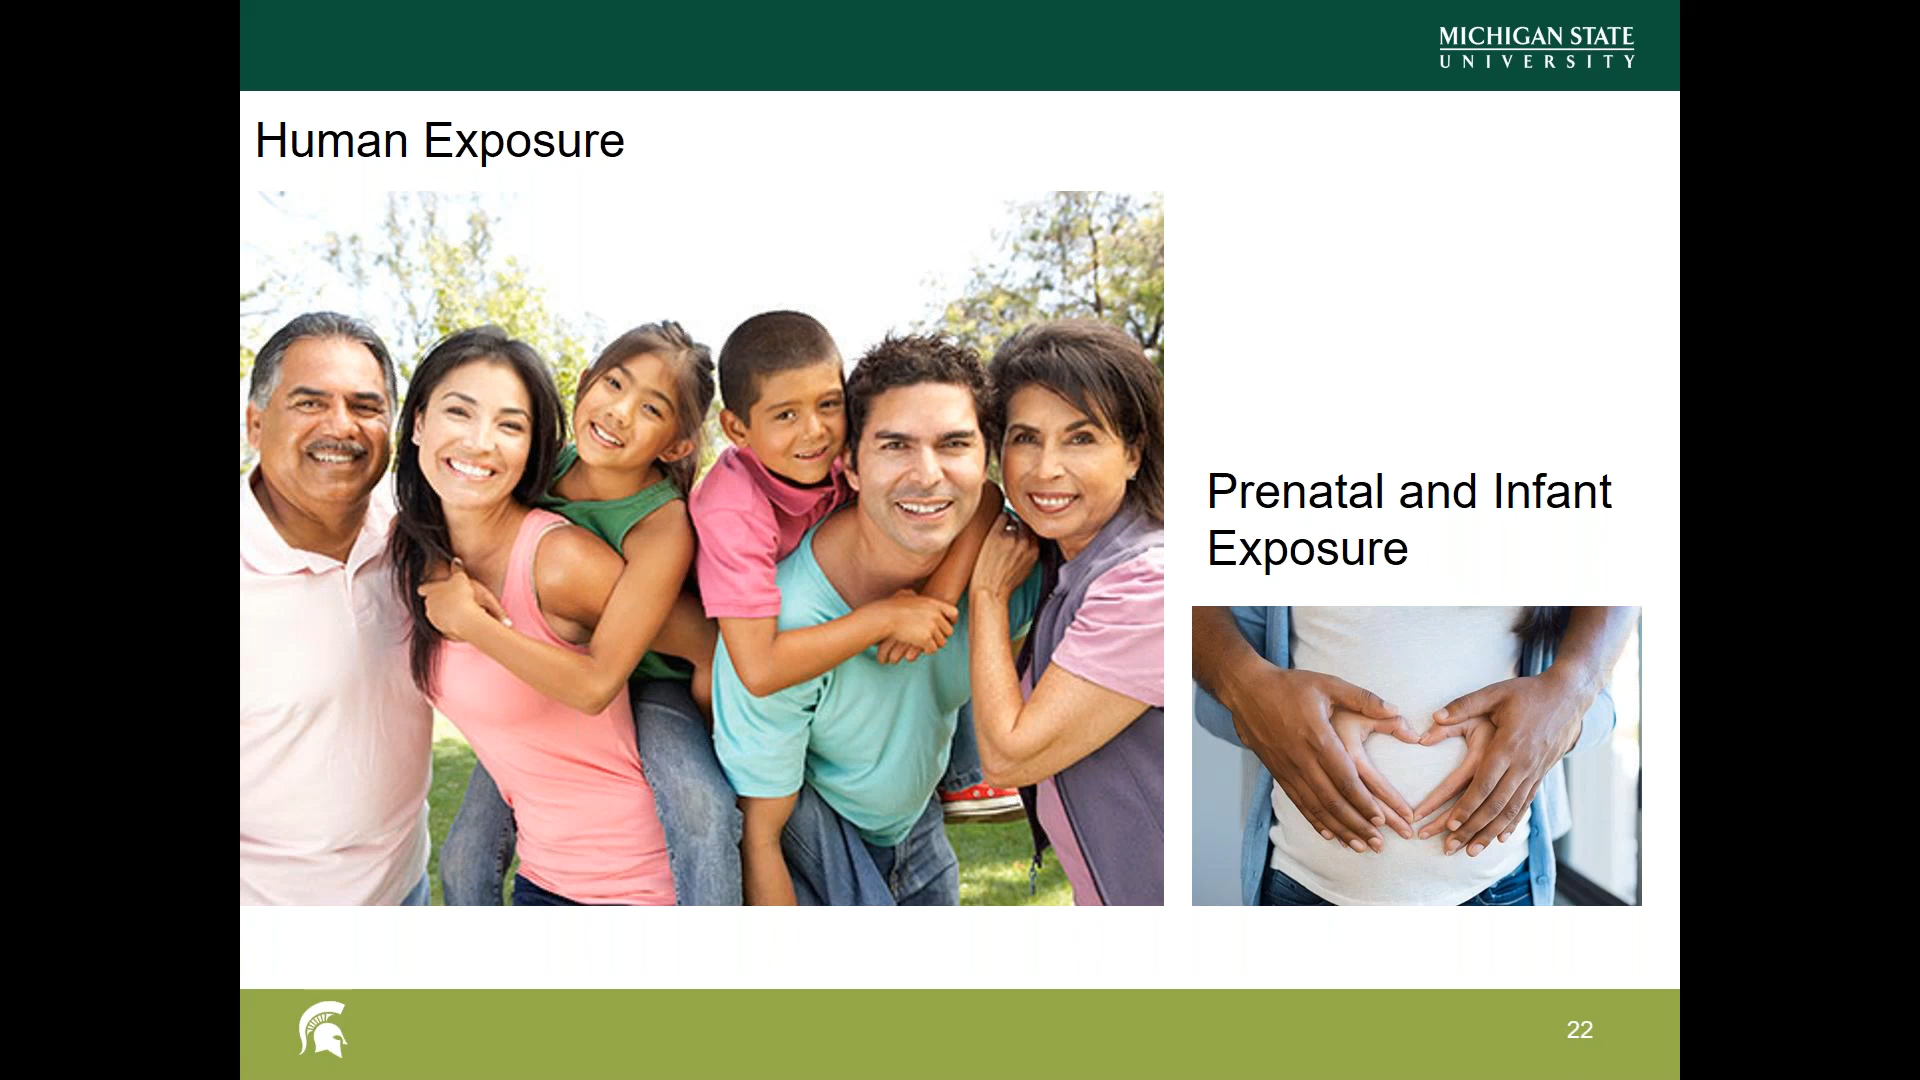 MICHIGAN STATE
UNIVERSITY
Human Exposure
Prenatal and Infant
Exposure
22